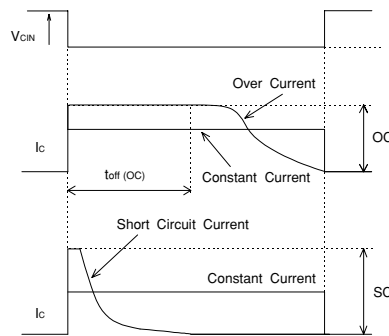 VCIN
Over Current
OC
IC
Constant Current
toff (OC)
Short Circuit Current
Constant Current
SC
IC